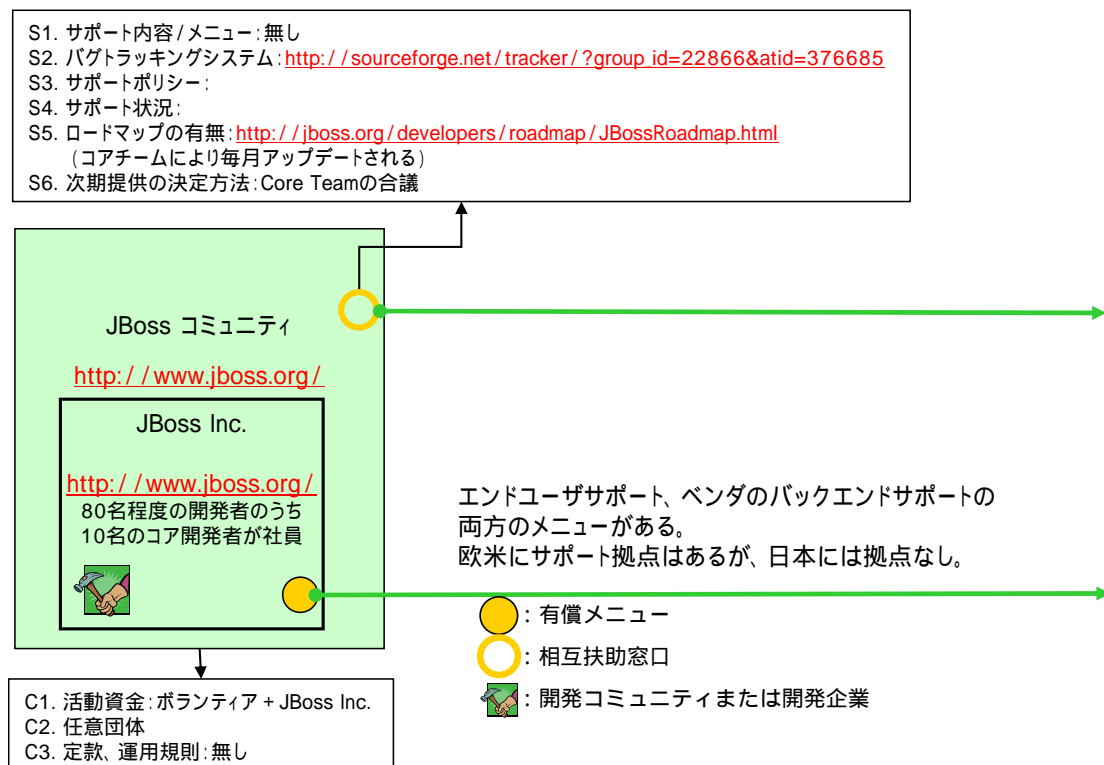 S1. サポート内容/メニュー:無し
S2. バグトラッキングシステム:http://sourceforge.net/tracker/?group_id=22866&atid=376685
S3. サポートポリシー:
S4. サポート状況:
S5. ロードマップの有無:http://jboss.org/developers/roadmap/JBossRoadmap.html
(コアチームにより毎月アップデートされる)
S6. 次期提供の決定方法:Core Teamの合議
JBoss コミュニティ
http://www.jboss.org/
JBoss Inc.
http://www.jboss.org/
80名程度の開発者のうち
10名のコア開発者が社員
エンドユーザサポート、ベンダのバックエンドサポートの
両方のメニューがある。
欧米にサポート拠点はあるが、日本には拠点なし。
: 有償メニュー
: 相互扶助窓口
: 開発コミュニティまたは開発企業
C1. 活動資金:ボランティア + JBoss Inc.
C2. 任意団体
C3. 定款、運用規則:無し